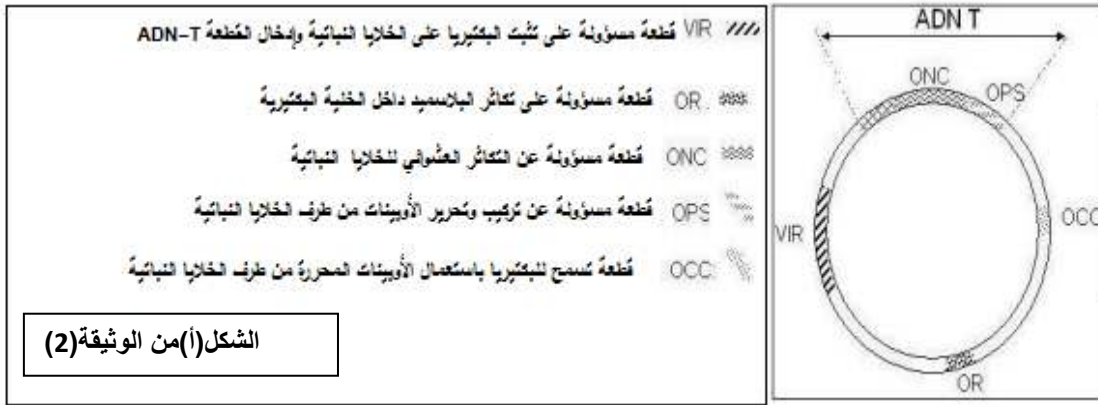 VIR قطعة مسؤولة على تثبت البكتيريا على الخلايا النباتية وإدخال القطعة ADN-T
OR . قطعة مسؤولة على تكاثر البلاسميد داخل الخلية البكتيرية
ONC قطعة مسؤولة عن التكاثر العشوائي للخلايا النباتية
OPS قطعة مسؤولة عن تركيب وتحرير الأوبينات من طرف الخلايا النباتية
OCC قطعة تسمح للبكتيريا باستعمال الأوبينات المحررة من طرف الخلايا النباتية
الشكل(أ)من الوثيقة(2)
ADN T
ONC
OPS
OCC
VIR
OR